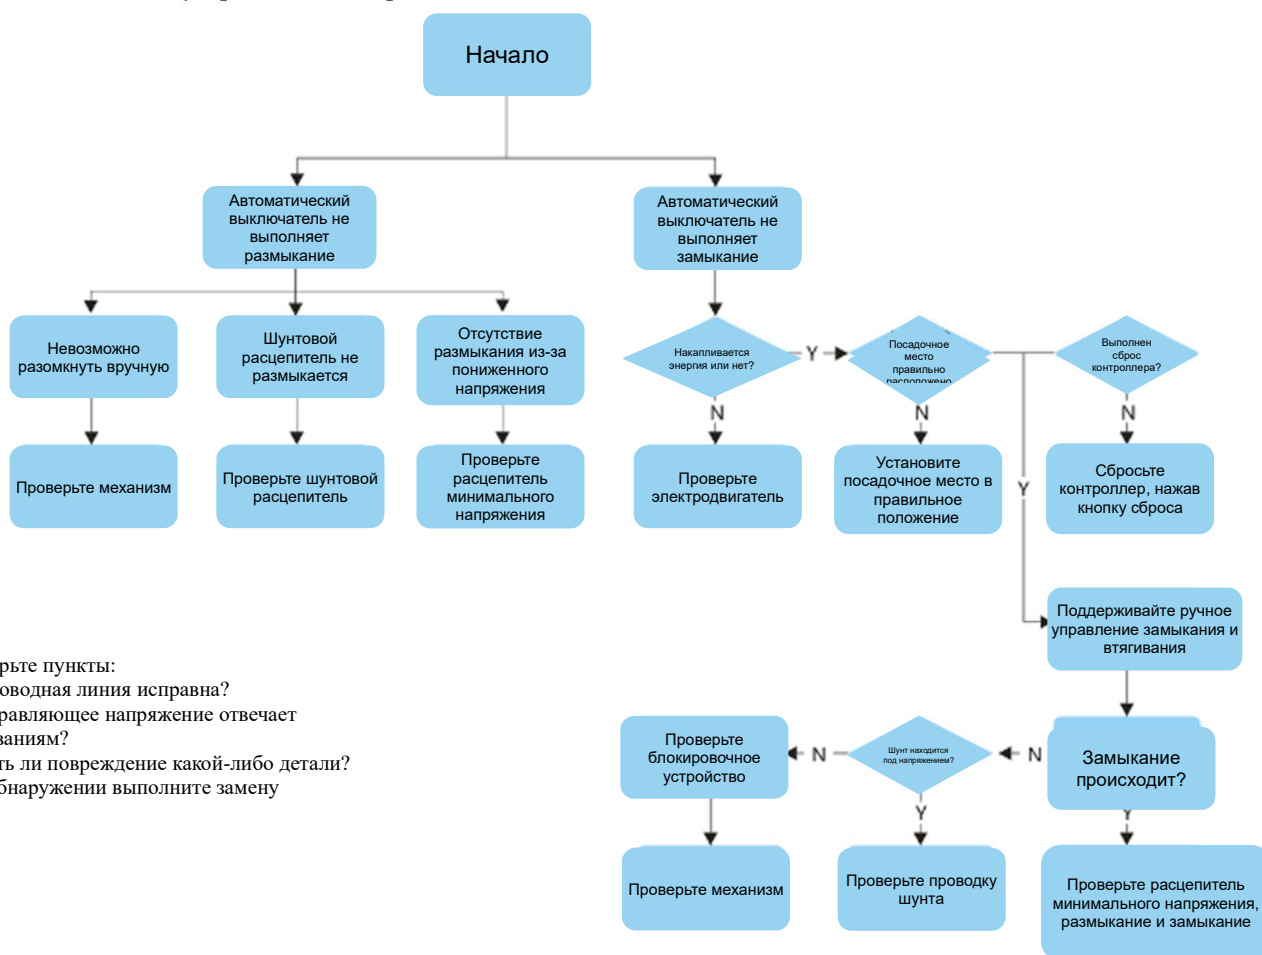 Начало
Автоматический
выключатель не
выполняет
размыкание
Автоматический
выключатель не
выполняет
замыкание
Невозможно
разомкнуть вручную
Шунтовой
расцепитель не
размыкается
Отсутствие
размыкания из-за
пониженного
напряжения
Накапливается
энергия или нет?
Y
Посадочное
место
правильно
расположено
Выполнен
сброс
контроллера?
N
N
N
Проверьте механизм
Проверьте шунтовой
расцепитель
Проверьте
расцепитель
минимального
напряжения
Проверьте
электродвигатель
Установите
посадочное место в
правильное
положение
Y
Сбросьте
контроллер, нажав
кнопку сброса
Поддерживайте ручное
управление замыкания и
втягивания
рьте пункты:
оводная линия исправна?
равляющее напряжение отвечает
ваниям?
ть ли повреждение какой-либо детали?
бнаружении выполните замену
Проверьте
блокировочное
устройство
N
Шунт находится
под напряжением?
N
Замыкание
происходит?
Y
Y
Проверьте механизм
Проверьте проводку
шунта
Проверьте расцепитель
минимального напряжения,
размыкание и замыкание